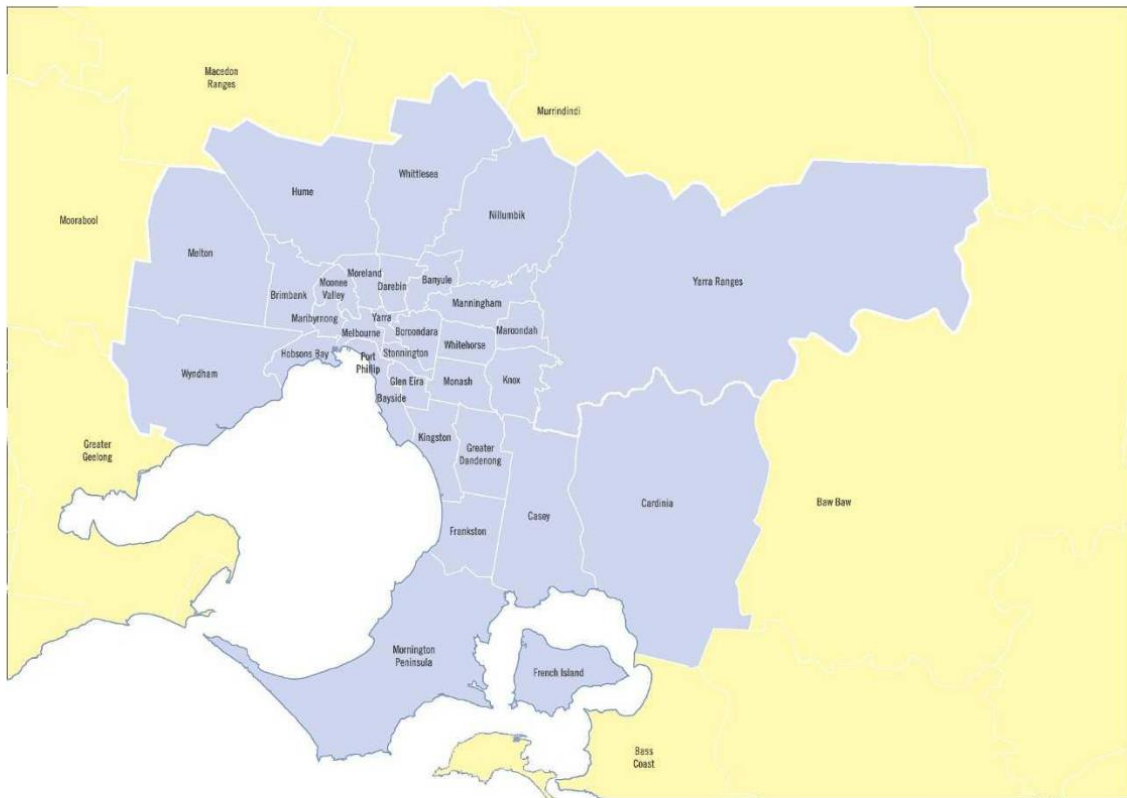 Macedon
Ranges
Murrindindi
Whittlesea
Hume
Nillumbik
Moorabool
Melton
Moreland
Banyule
Yarra Ranges
Moonee
Valley
Darebin
Brimbank
Manningham
Maribyrnong
Yarra
Melbourne
Boroondara
Maroondah
Whitehorse
Hobsons Bay
Port
Phillip
Stonnington
Wyndham
Glen Eira
Monash
Knox
Bayside
Kingston
Greater
Geelong
Greater
Dandenong
Cardinia
Baw Baw
Casey
Frankston
Mornington
Peninsula
French Island
Bass
Coast